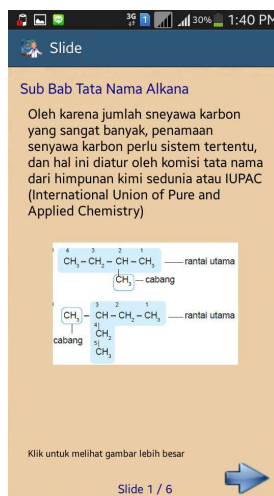 3G 1 30% 1:40 PM
Slide
Sub Bab Tata Nama Alkana
Oleh karena jumlah sneyawa karbon
yang sangat banyak, penamaan
senyawa karbon perlu sistem tertentu,
dan hal ini diatur oleh komisi tata nama
dari himpunan kimi sedunia atau IUPAC
(International Union of Pure and
Applied Chemistry)
4 3 2 1
CH3 – CH2 – CH – CH3 rantai utama
CH3 cabang
3 2 1
CH3 – CH – CH2 – CH3 rantai utama
4 CH2
cabang
5 CH3
Klik untuk melihat gambar lebih besar
Slide 1 / 6